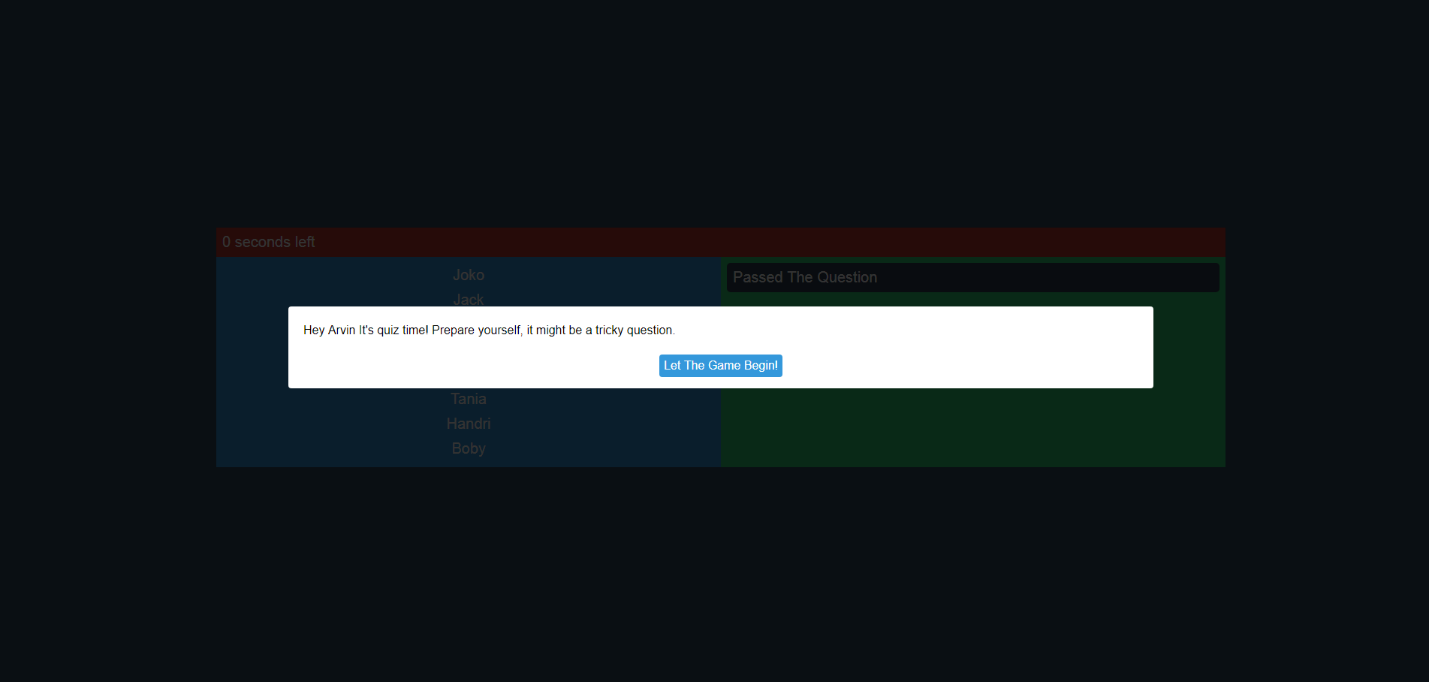 0 seconds left
Joko
Jack
Passed The Question
Hey Arvin It's quiz time! Prepare yourself, it might be a tricky question.
Let The Game Begin!
Tania
Handri
Boby